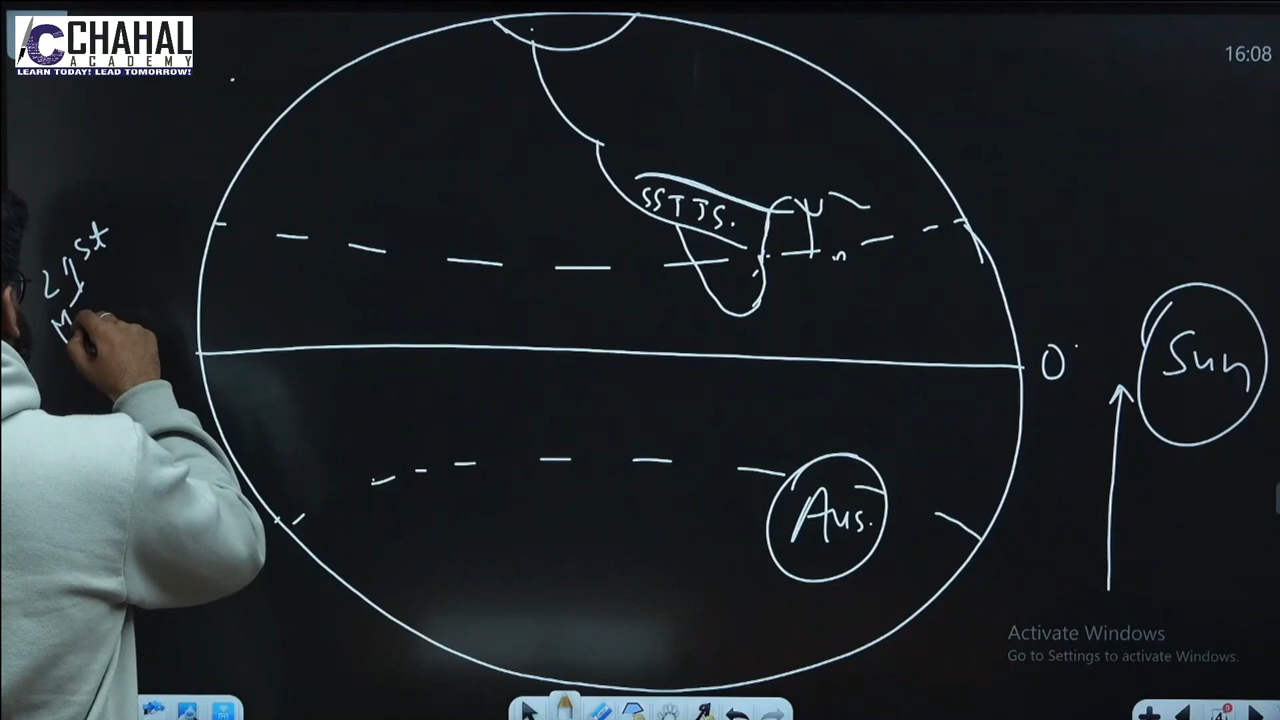 CHAHAL
ACADEMY
LEARN TODAY! LEAD TOMORROW!
16:08
SSTTS.
21st
M
0°
Sun
Aus.
Activate Windows
Go to Settings to activate Windows.